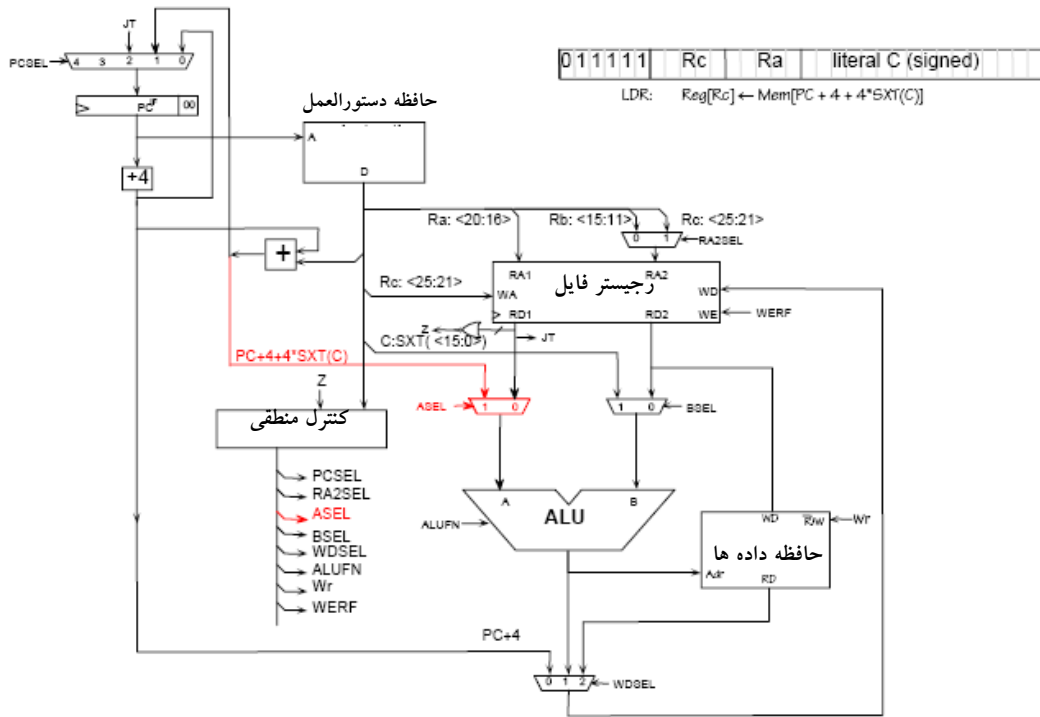 JT
PCSEL
4 3 2 1 0
PC
00
+4
حافظه دستورالعمل
A
D
0 1 1 1 1 1 Rc Ra literal C (signed)
LDR: Reg[Rc] ← Mem[PC + 4 + 4*SXT(C)]
Ra: <20:16>
Rb: <15:11>
Rc: <25:21>
0 1
RA2SEL
+
Rc: <25:21>
RA1
RA2
WA
رجیستر فایل
WD
RD1
RD2
WE
WERF
Z
JT
C:SXT( <15:0>)
PC+4+4*SXT(C)
Z
ASEL
1 0
1 0
BSEL
کنترل منطقی
PCSEL
RA2SEL
ASEL
BSEL
WDSEL
ALUFN
Wr
WERF
A
B
ALU
ALUFN
WD
R/W
Wr
حافظه داده ها
Adr
RD
PC+4
0 1 2
WDSEL